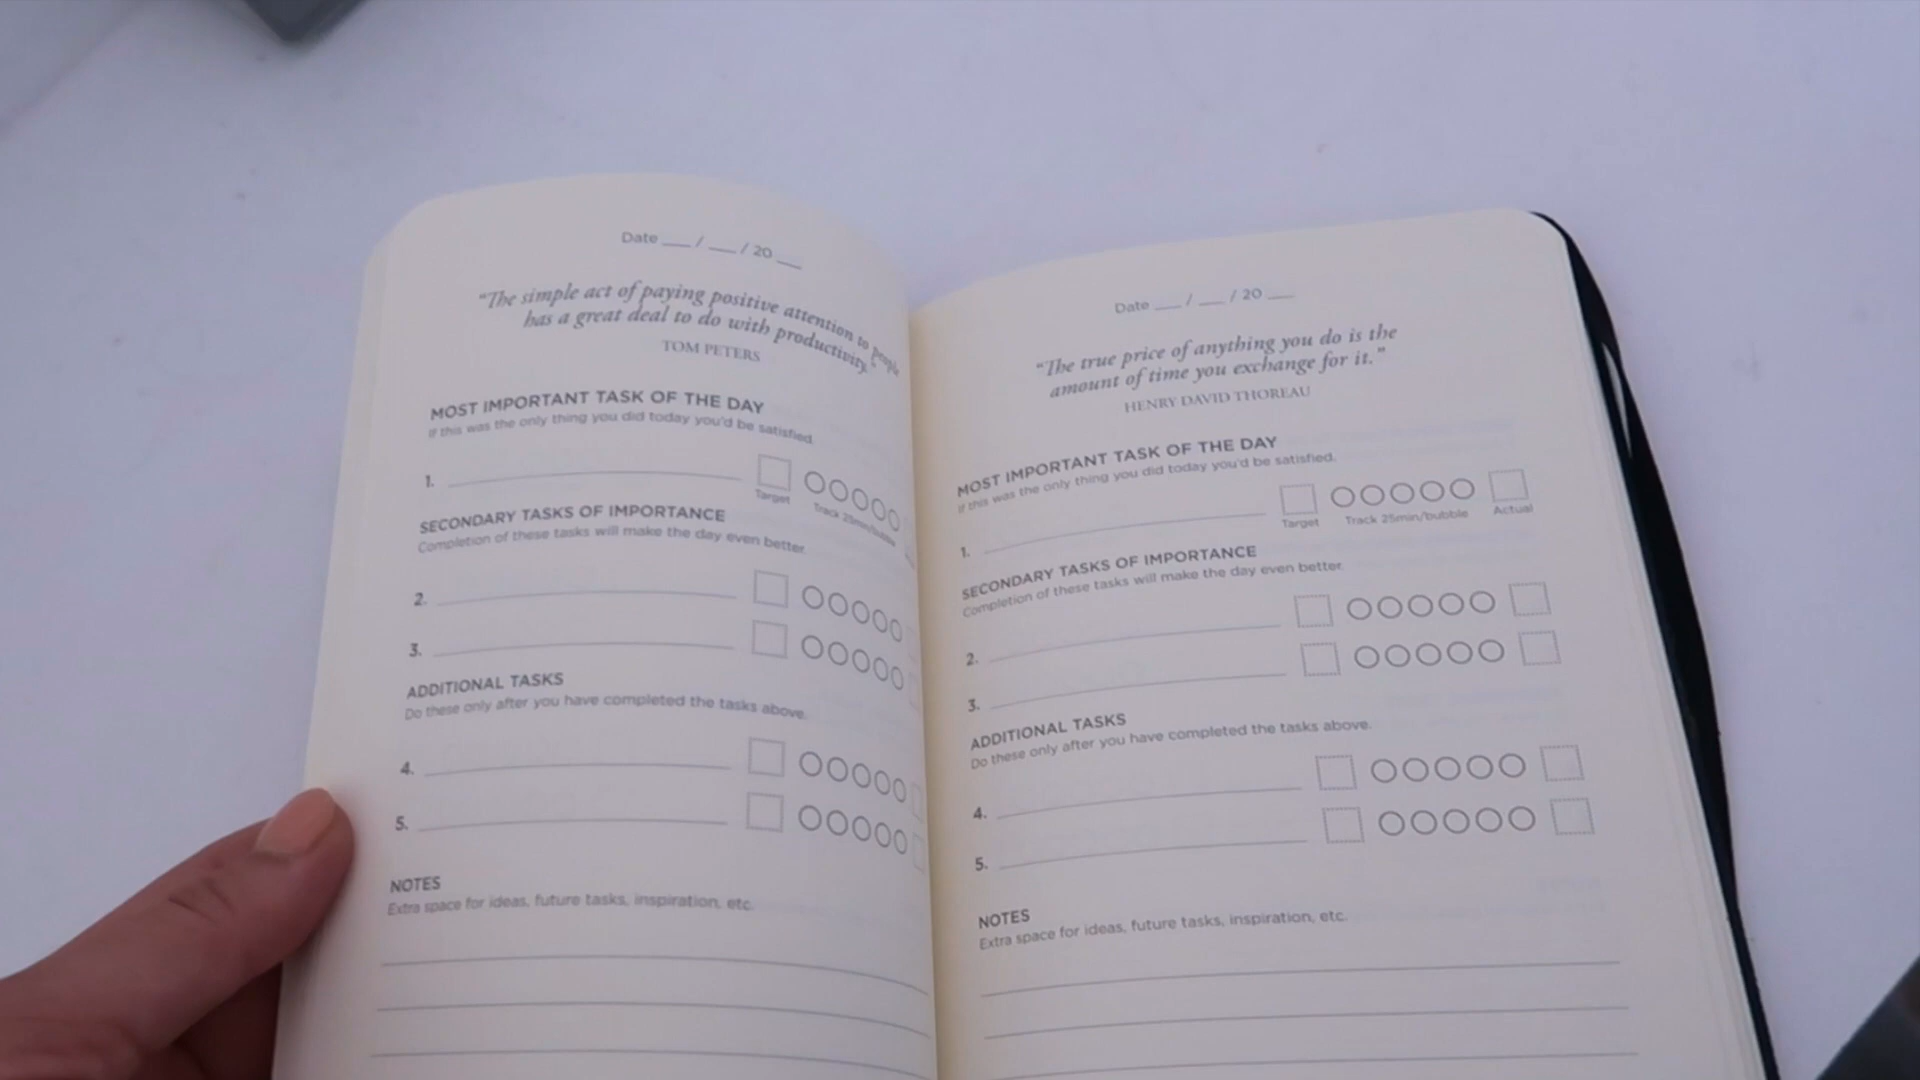 Date ___ / ___ / 20 ___
“The simple act of paying positive attention to people
has a great deal to do with productivity.”
TOM PETERS
MOST IMPORTANT TASK OF THE DAY
If this was the only thing you did today you'd be satisfied.
1.
Target Track 25min/bubble
SECONDARY TASKS OF IMPORTANCE
Completion of these tasks will make the day even better.
2.
3.
ADDITIONAL TASKS
Do these only after you have completed the tasks above.
4.
5.
NOTES
Extra space for ideas, future tasks, inspiration, etc.
Date ___ / ___ / 20 ___
“The true price of anything you do is the
amount of time you exchange for it.”
HENRY DAVID THOREAU
MOST IMPORTANT TASK OF THE DAY
If this was the only thing you did today you'd be satisfied.
1.
Target Track 25min/bubble Actual
SECONDARY TASKS OF IMPORTANCE
Completion of these tasks will make the day even better.
2.
3.
ADDITIONAL TASKS
Do these only after you have completed the tasks above.
4.
5.
NOTES
Extra space for ideas, future tasks, inspiration, etc.